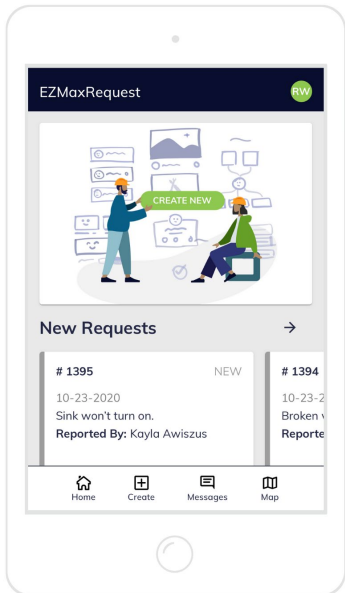 EZMaxRequest
RW
CREATE NEW
New Requests
# 1395
NEW
10-23-2020
Sink won't turn on.
Reported By: Kayla Awiszus
# 1394
10-23-2
Broken
Reporte
Home
Create
Messages
Map